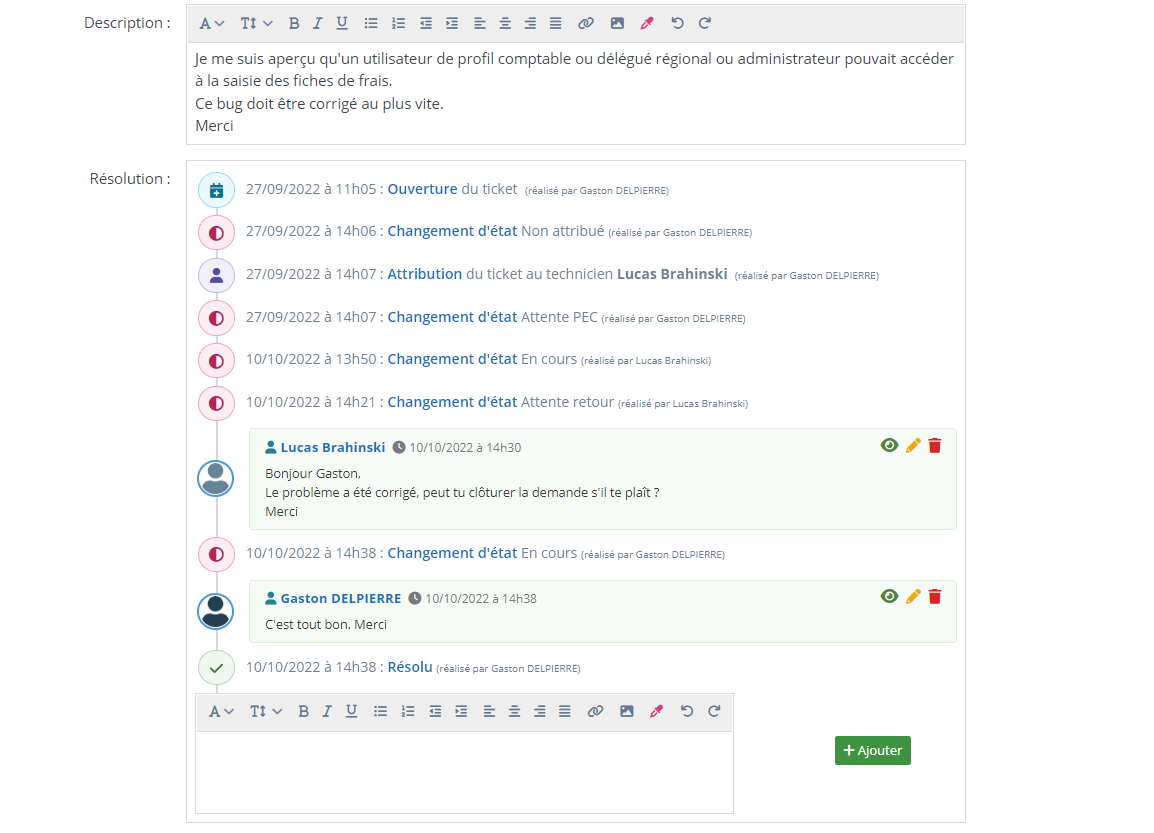 Description :
A T B I U
Je me suis aperçu qu'un utilisateur de profil comptable ou délégué régional ou administrateur pouvait accéder
à la saisie des fiches de frais.
Ce bug doit être corrigé au plus vite.
Merci
Résolution :
27/09/2022 à 11h05 : Ouverture du ticket (réalisé par Gaston DELPIERRE)
27/09/2022 à 14h06 : Changement d'état Non attribué (réalisé par Gaston DELPIERRE)
27/09/2022 à 14h07 : Attribution du ticket au technicien Lucas Brahinski (réalisé par Gaston DELPIERRE)
27/09/2022 à 14h07 : Changement d'état Attente PEC (réalisé par Gaston DELPIERRE)
10/10/2022 à 13h50 : Changement d'état En cours (réalisé par Lucas Brahinski)
10/10/2022 à 14h21 : Changement d'état Attente retour (réalisé par Lucas Brahinski)
Lucas Brahinski 10/10/2022 à 14h30
Bonjour Gaston,
Le problème a été corrigé, peut tu clôturer la demande s'il te plaît ?
Merci
10/10/2022 à 14h38 : Changement d'état En cours (réalisé par Gaston DELPIERRE)
Gaston DELPIERRE 10/10/2022 à 14h38
C'est tout bon. Merci
10/10/2022 à 14h38 : Résolu (réalisé par Gaston DELPIERRE)
A T B I U
+ Ajouter